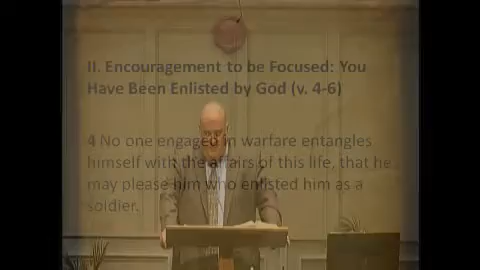 II. Encouragement to be Focused: You
Have Been Enlisted by God (v. 4-6)
4 No one engaged in warfare entangles
himself with the affairs of this life, that he
may please him who enlisted him as a
soldier.